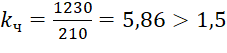 kч = 1230/210 = 5,86 > 1,5